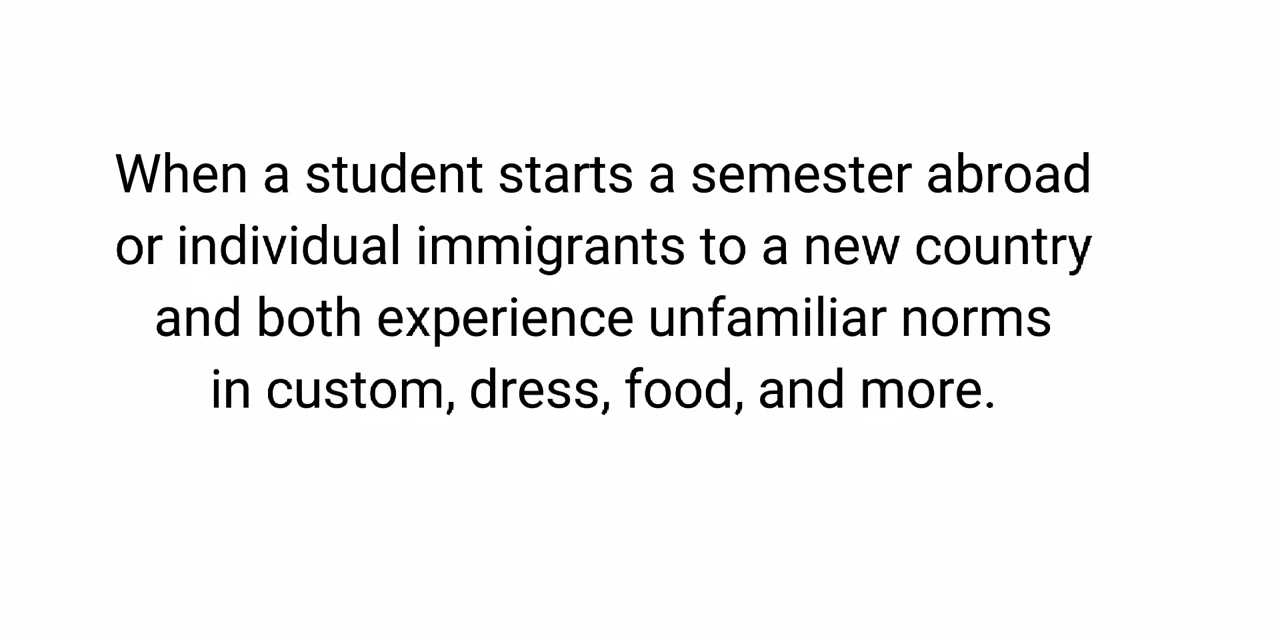 When a student starts a semester abroad
or individual immigrants to a new country
and both experience unfamiliar norms
in custom, dress, food, and more.